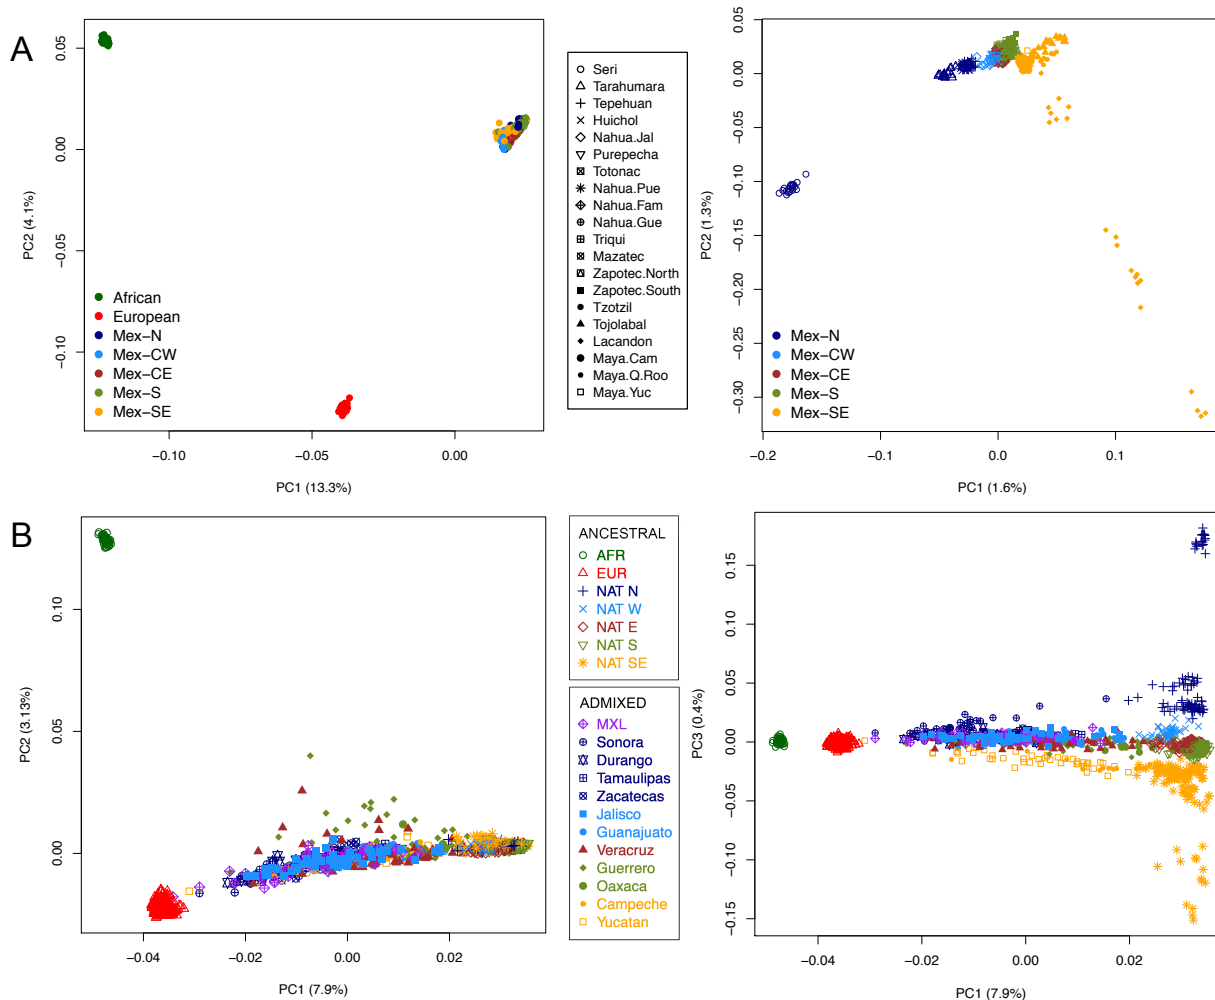 A
0.05
0.00
−0.05
−0.10
PC2 (4.1%)
African
European
Mex−N
Mex−CW
Mex−CE
Mex−S
Mex−SE
−0.10
−0.05
0.00
PC1 (13.3%)
Seri
Tarahumara
Tepehuan
Huichol
Nahua.Jal
Purepecha
Totonac
Nahua.Pue
Nahua.Fam
Nahua.Gue
Triqui
Mazatec
Zapotec.North
Zapotec.South
Tzotzil
Tojolabal
Lacandon
Maya.Cam
Maya.Q.Roo
Maya.Yuc
0.05
0.00
−0.05
−0.10
−0.15
−0.20
−0.25
−0.30
PC2 (1.3%)
Mex−N
Mex−CW
Mex−CE
Mex−S
Mex−SE
−0.2
−0.1
0.0
0.1
PC1 (1.6%)
B
0.10
0.05
0.00
PC2 (3.13%)
−0.04
−0.02
0.00
0.02
PC1 (7.9%)
ANCESTRAL
AFR
EUR
NAT N
NAT W
NAT E
NAT S
NAT SE
ADMIXED
MXL
Sonora
Durango
Tamaulipas
Zacatecas
Jalisco
Guanajuato
Veracruz
Guerrero
Oaxaca
Campeche
Yucatan
0.15
0.10
0.05
0.00
−0.05
−0.10
−0.15
PC3 (0.4%)
−0.04
−0.02
0.00
0.02
PC1 (7.9%)